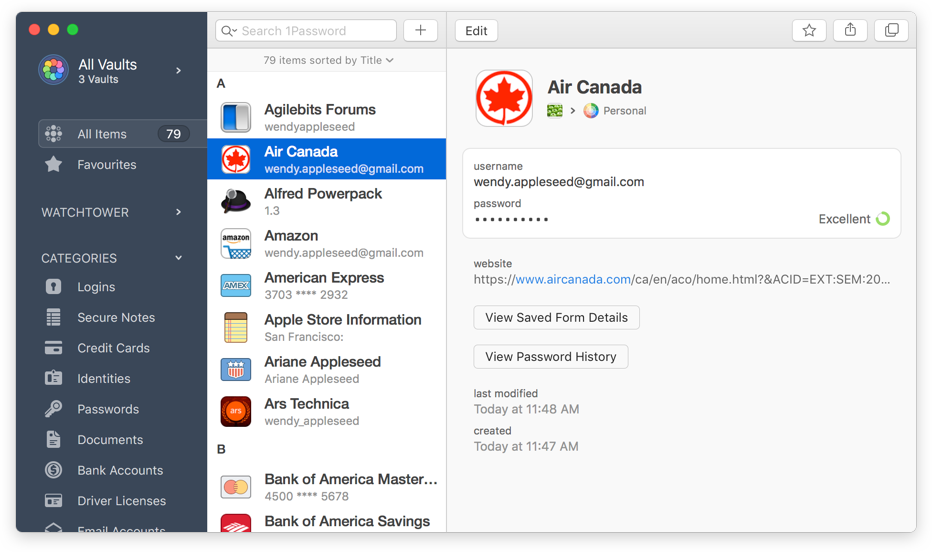 All Vaults
3 Vaults
All Items 79
Favourites
WATCHTOWER
CATEGORIES
Logins
Secure Notes
Credit Cards
Identities
Passwords
Documents
Bank Accounts
Driver Licenses
Email Accounts
Search 1Password
79 items sorted by Title
A
Agilebits Forums
wendyappleseed
Air Canada
wendy.appleseed@gmail.com
Alfred Powerpack
1.3
amazon
Amazon
wendy.appleseed@gmail.com
AMEX
American Express
3703 **** 2932
Apple Store Information
San Francisco:
Ariane Appleseed
Ariane Appleseed
ars
Ars Technica
wendy_appleseed
B
Bank of America Master...
4500 **** 5678
Bank of America Savings
Edit
Air Canada
Personal
username
wendy.appleseed@gmail.com
password
••••••••••
Excellent
website
https://www.aircanada.com/ca/en/aco/home.html?&ACID=EXT:SEM:20...
View Saved Form Details
View Password History
last modified
Today at 11:48 AM
created
Today at 11:47 AM